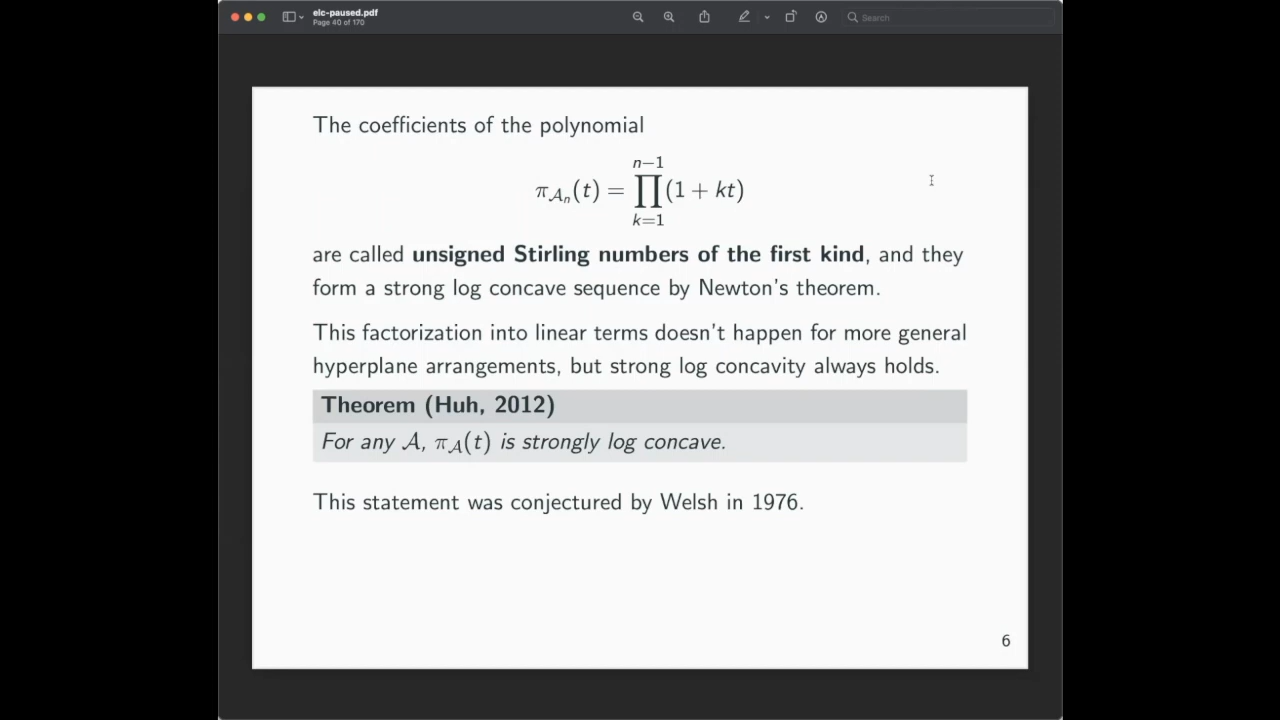 elc-paused.pdf
Page 40 of 170
Search
The coefficients of the polynomial
π_{𝒜_n}(t) = ∏_{k=1}^{n−1} (1 + kt)
are called unsigned Stirling numbers of the first kind, and they
form a strong log concave sequence by Newton's theorem.
This factorization into linear terms doesn't happen for more general
hyperplane arrangements, but strong log concavity always holds.
Theorem (Huh, 2012)
For any 𝒜, π_𝒜(t) is strongly log concave.
This statement was conjectured by Welsh in 1976.
6